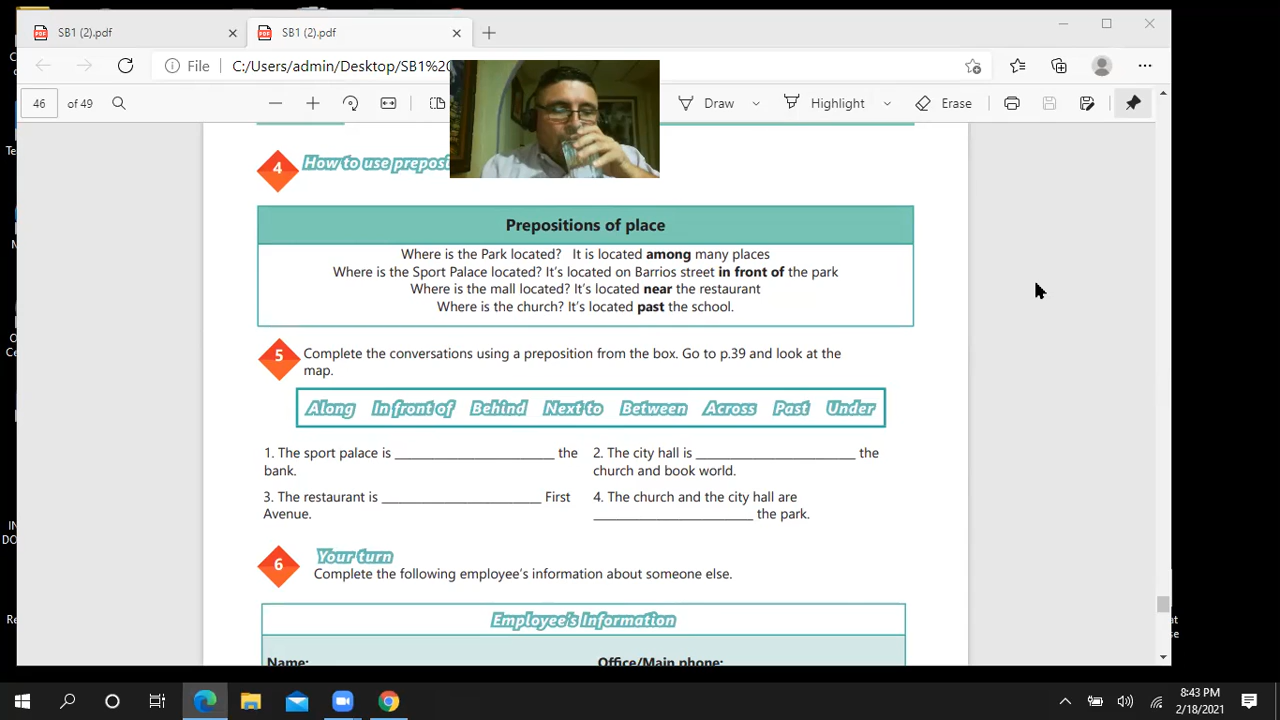 SB1 (2).pdf
SB1 (2).pdf
File
C:/Users/admin/Desktop/SB1%20
46 of 49
Draw
Highlight
Erase
4
How to use preposi
Prepositions of place
Where is the Park located? It is located among many places
Where is the Sport Palace located? It's located on Barrios street in front of the park
Where is the mall located? It's located near the restaurant
Where is the church? It's located past the school.
5
Complete the conversations using a preposition from the box. Go to p.39 and look at the
map.
Along In front of Behind Next to Between Across Past Under
1. The sport palace is ____________________ the
bank.
2. The city hall is ____________________ the
church and book world.
3. The restaurant is ____________________ First
Avenue.
4. The church and the city hall are
____________________ the park.
6
Your turn
Complete the following employee's information about someone else.
Employee's Information
Name:
Office/Main phone:
8:43 PM
2/18/2021